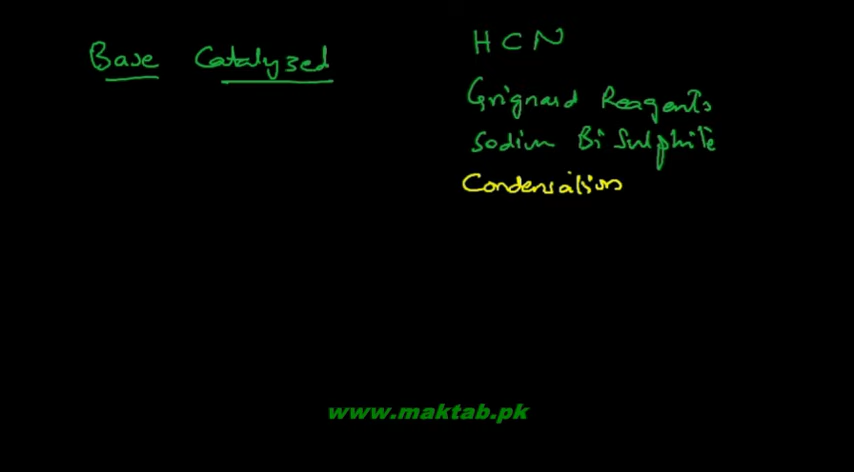 Base Catalyzed
HCN
Grignard Reagents
Sodium Bi Sulphite
Condensation
www.maktab.pk